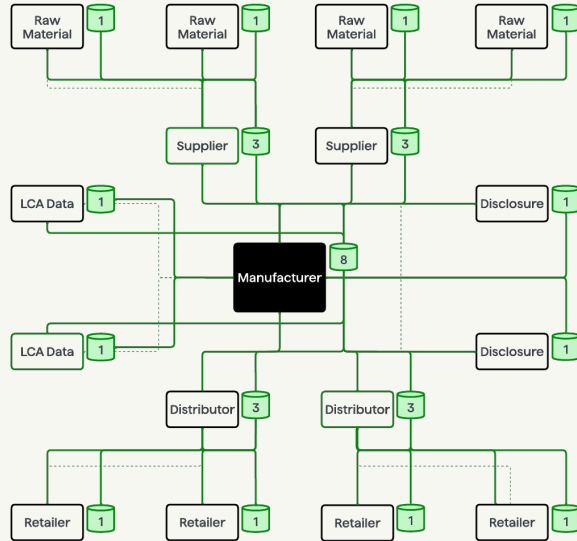 Raw
Material
1
Raw
Material
1
Raw
Material
1
Raw
Material
1
Supplier
3
Supplier
3
LCA Data
1
Disclosure
1
Manufacturer
8
LCA Data
1
Disclosure
1
Distributor
3
Distributor
3
Retailer
1
Retailer
1
Retailer
1
Retailer
1